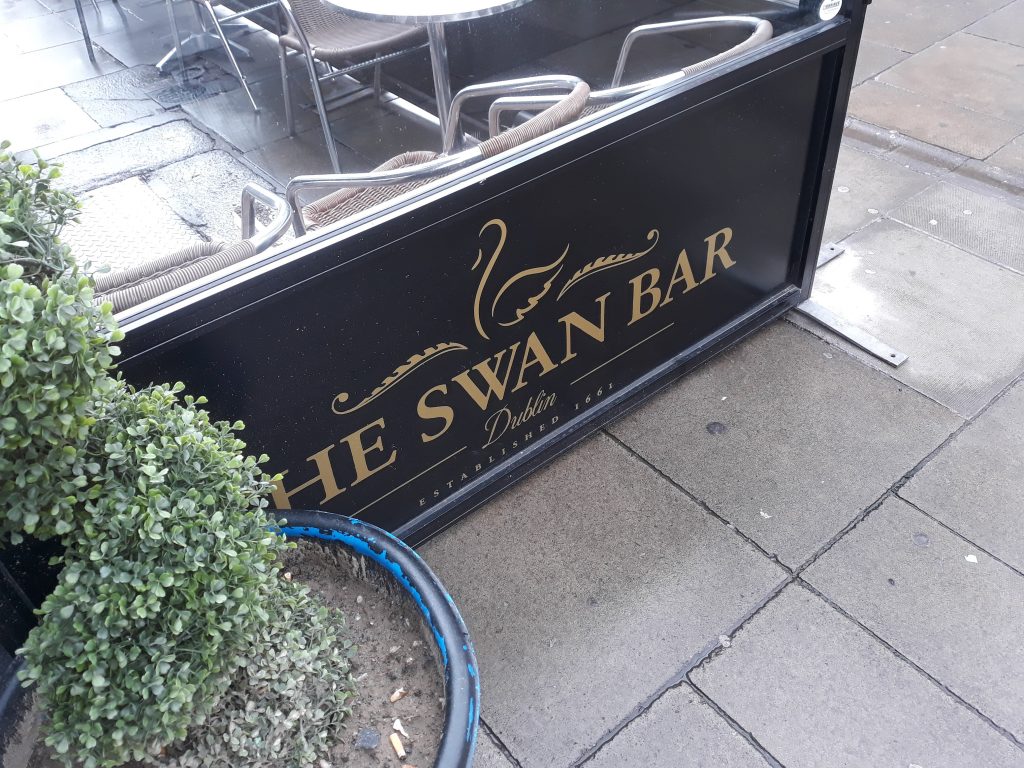 HE SWAN BAR
Dublin
ESTABLISHED 1661